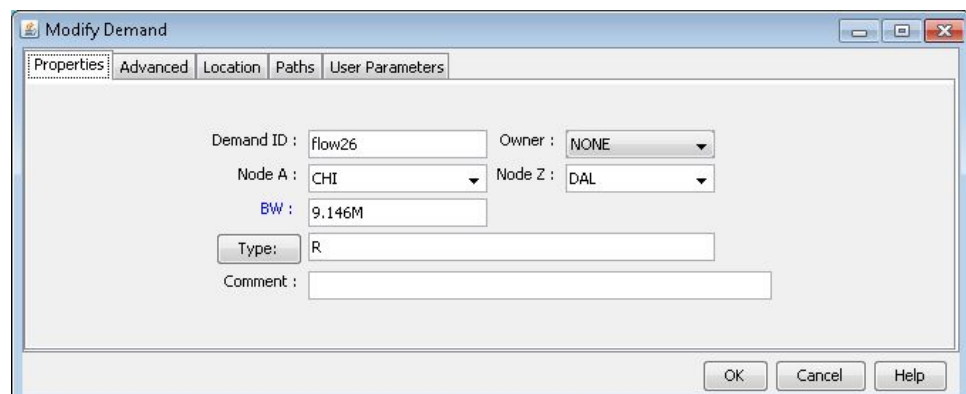 Modify Demand
Properties Advanced Location Paths User Parameters
Demand ID : flow26 Owner : NONE
Node A : CHI Node Z : DAL
BW : 9.146M
Type: R
Comment :
OK Cancel Help